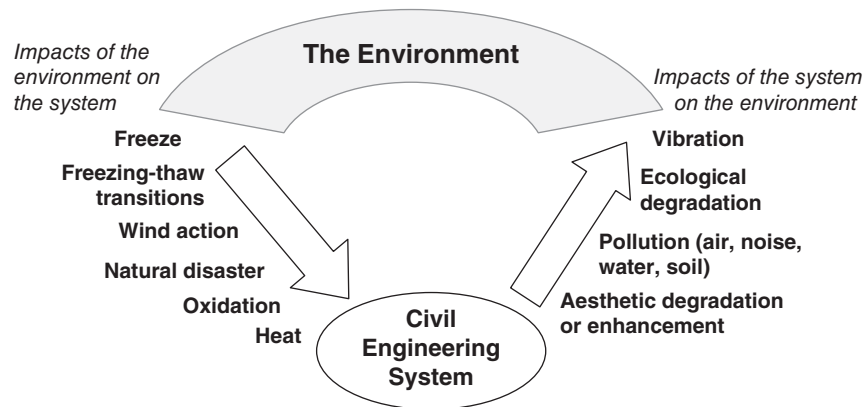 The Environment
Impacts of the
environment on
the system
Impacts of the system
on the environment
Freeze
Freezing-thaw
transitions
Wind action
Natural disaster
Oxidation
Heat
Vibration
Ecological
degradation
Pollution (air, noise,
water, soil)
Aesthetic degradation
or enhancement
Civil
Engineering
System